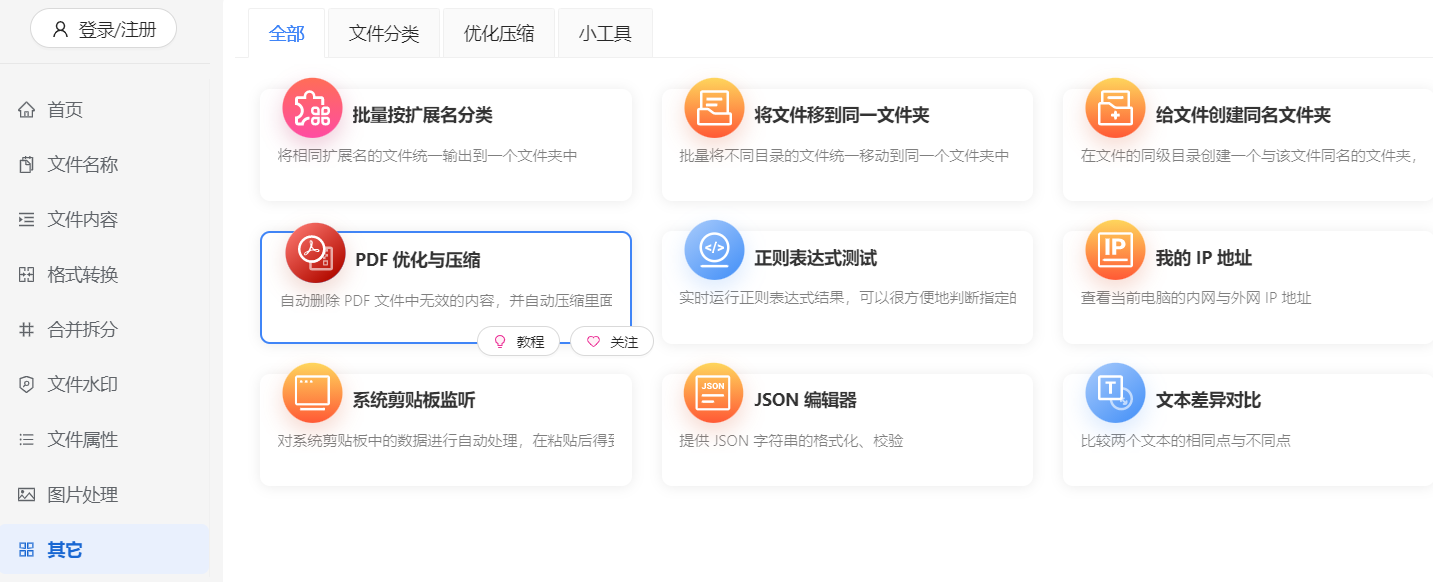 登录/注册
首页
文件名称
文件内容
格式转换
合并拆分
文件水印
文件属性
图片处理
其它
全部
文件分类
优化压缩
小工具
批量按扩展名分类
将相同扩展名的文件统一输出到一个文件夹中
将文件移到同一文件夹
批量将不同目录的文件统一移动到同一个文件夹中
给文件创建同名文件夹
在文件的同级目录创建一个与该文件同名的文件夹，
PDF 优化与压缩
自动删除 PDF 文件中无效的内容，并自动压缩里面
教程
关注
</>
正则表达式测试
实时运行正则表达式结果，可以很方便地判断指定的
IP
我的 IP 地址
查看当前电脑的内网与外网 IP 地址
系统剪贴板监听
对系统剪贴板中的数据进行自动处理，在粘贴后得到
JSON
JSON 编辑器
提供 JSON 字符串的格式化、校验
T
文本差异对比
比较两个文本的相同点与不同点